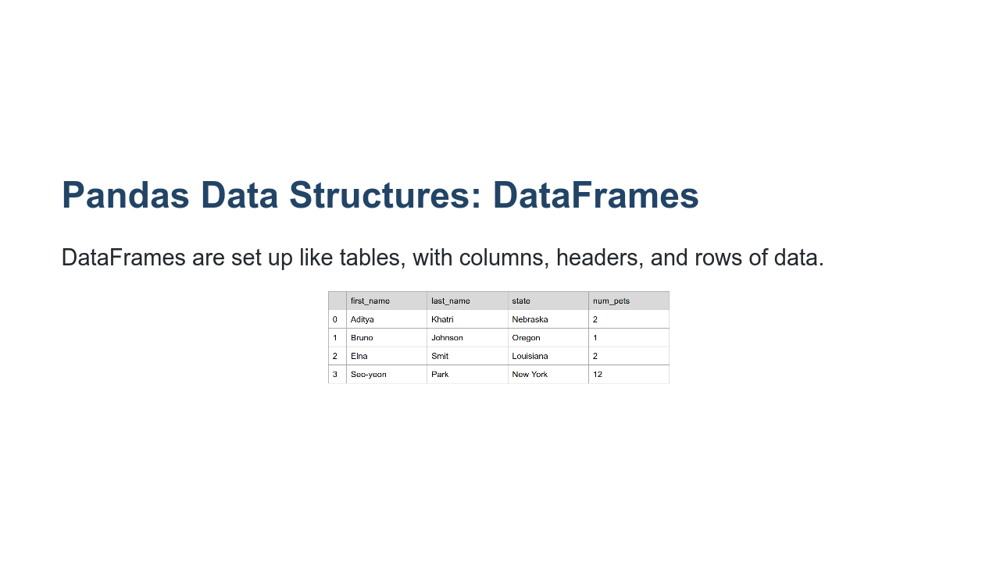 Pandas Data Structures: DataFrames
DataFrames are set up like tables, with columns, headers, and rows of data.
first_name last_name state num_pets
0 Aditya Khatri Nebraska 2
1 Bruno Johnson Oregon 1
2 Elna Smit Louisiana 2
3 Seo-yeon Park New York 12